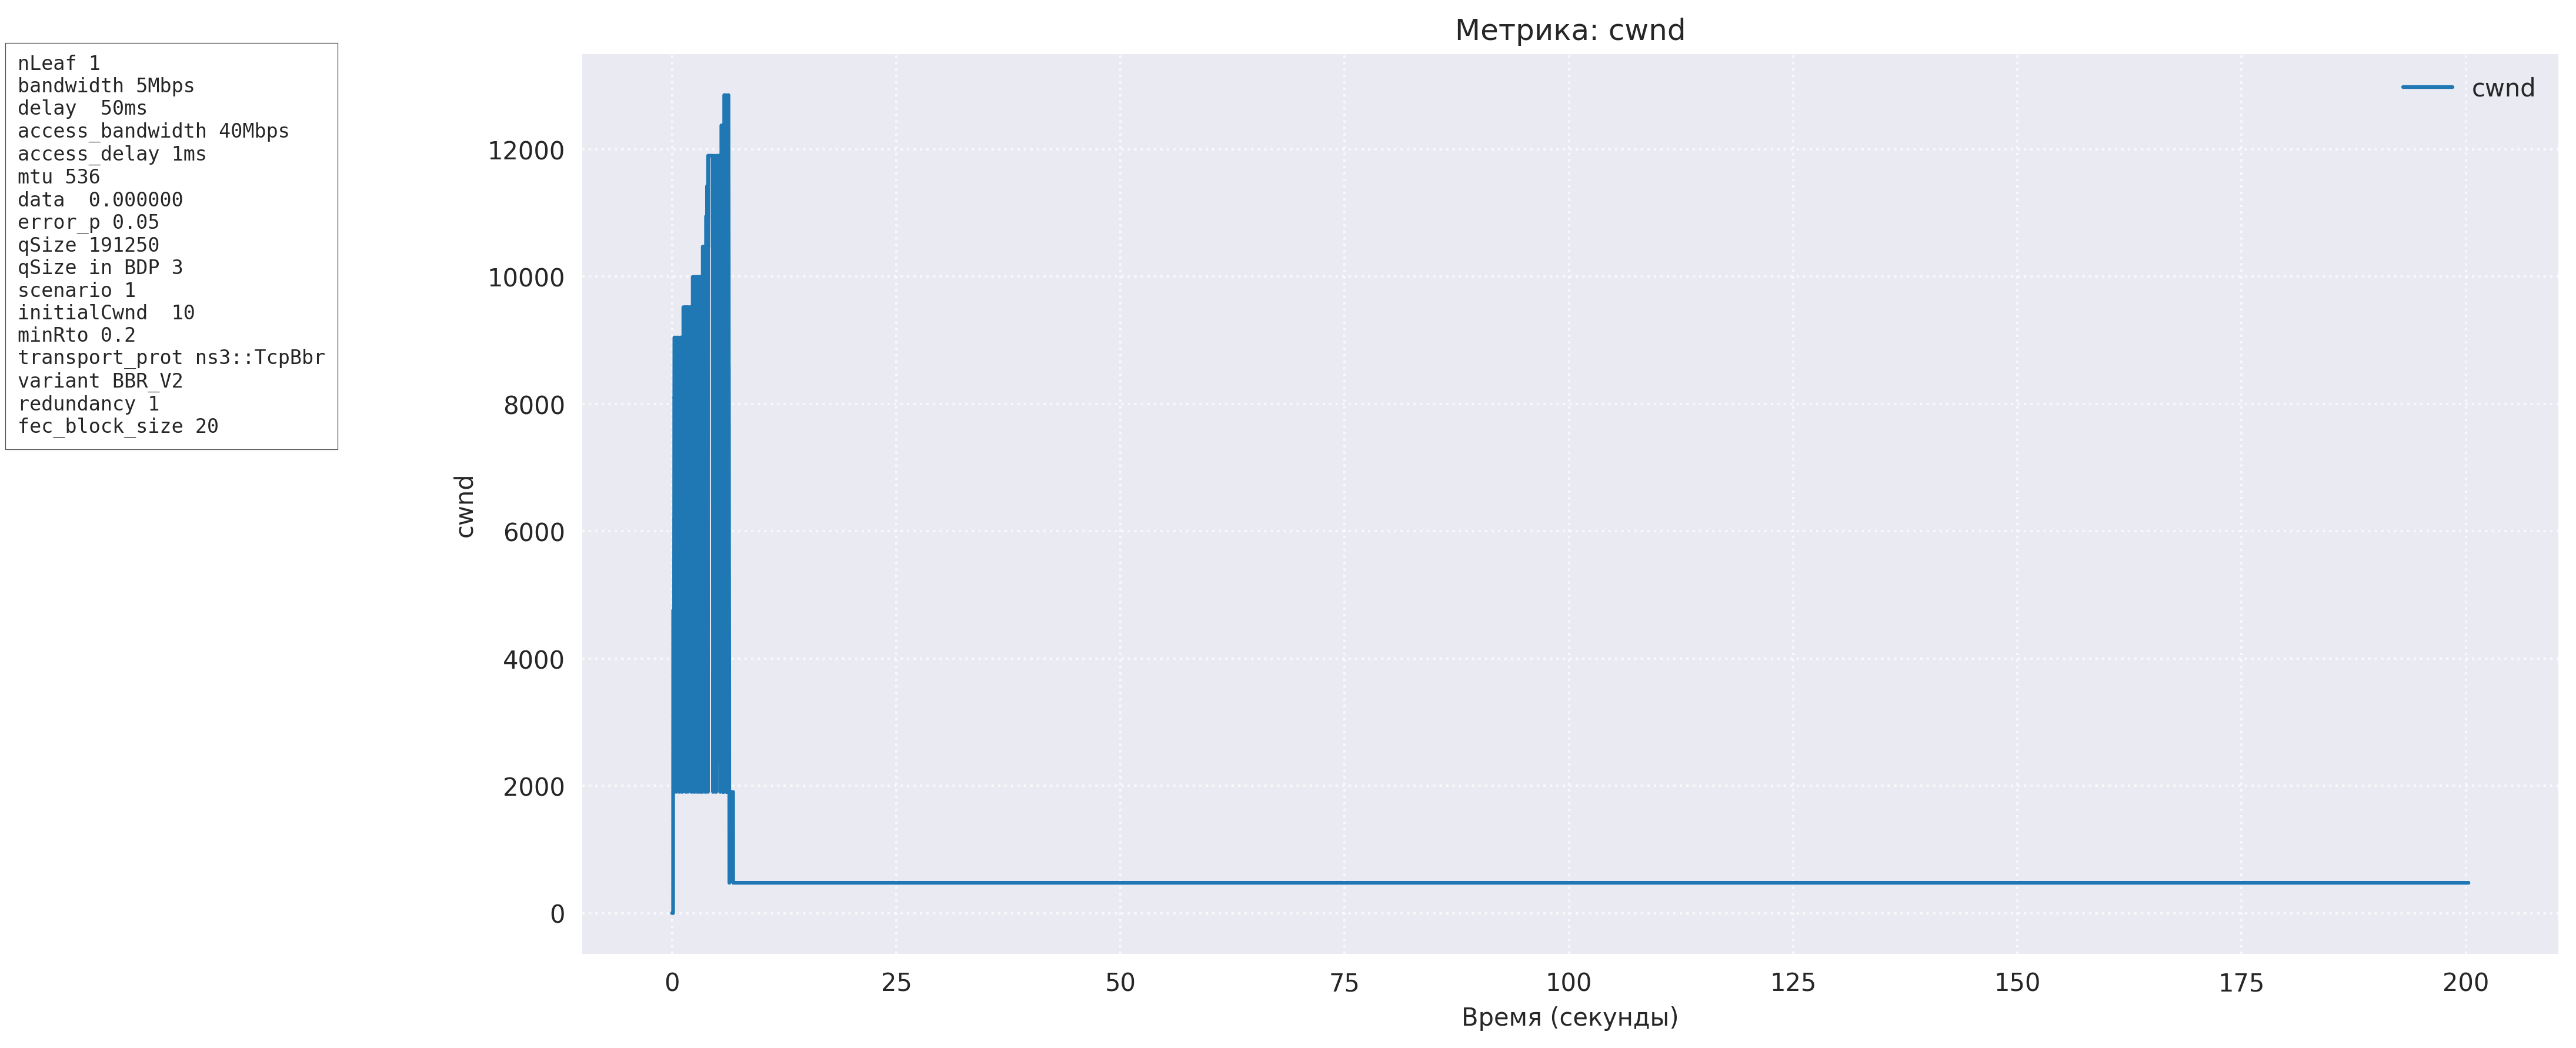 Метрика: cwnd
nLeaf 1
bandwidth 5Mbps
delay  50ms
access_bandwidth 40Mbps
access_delay 1ms
mtu 536
data  0.000000
error_p 0.05
qSize 191250
qSize in BDP 3
scenario 1
initialCwnd  10
minRto 0.2
transport_prot ns3::TcpBbr
variant BBR_V2
redundancy 1
fec_block_size 20
cwnd
12000
10000
8000
6000
4000
2000
0
cwnd
0 25 50 75 100 125 150 175 200
Время (секунды)